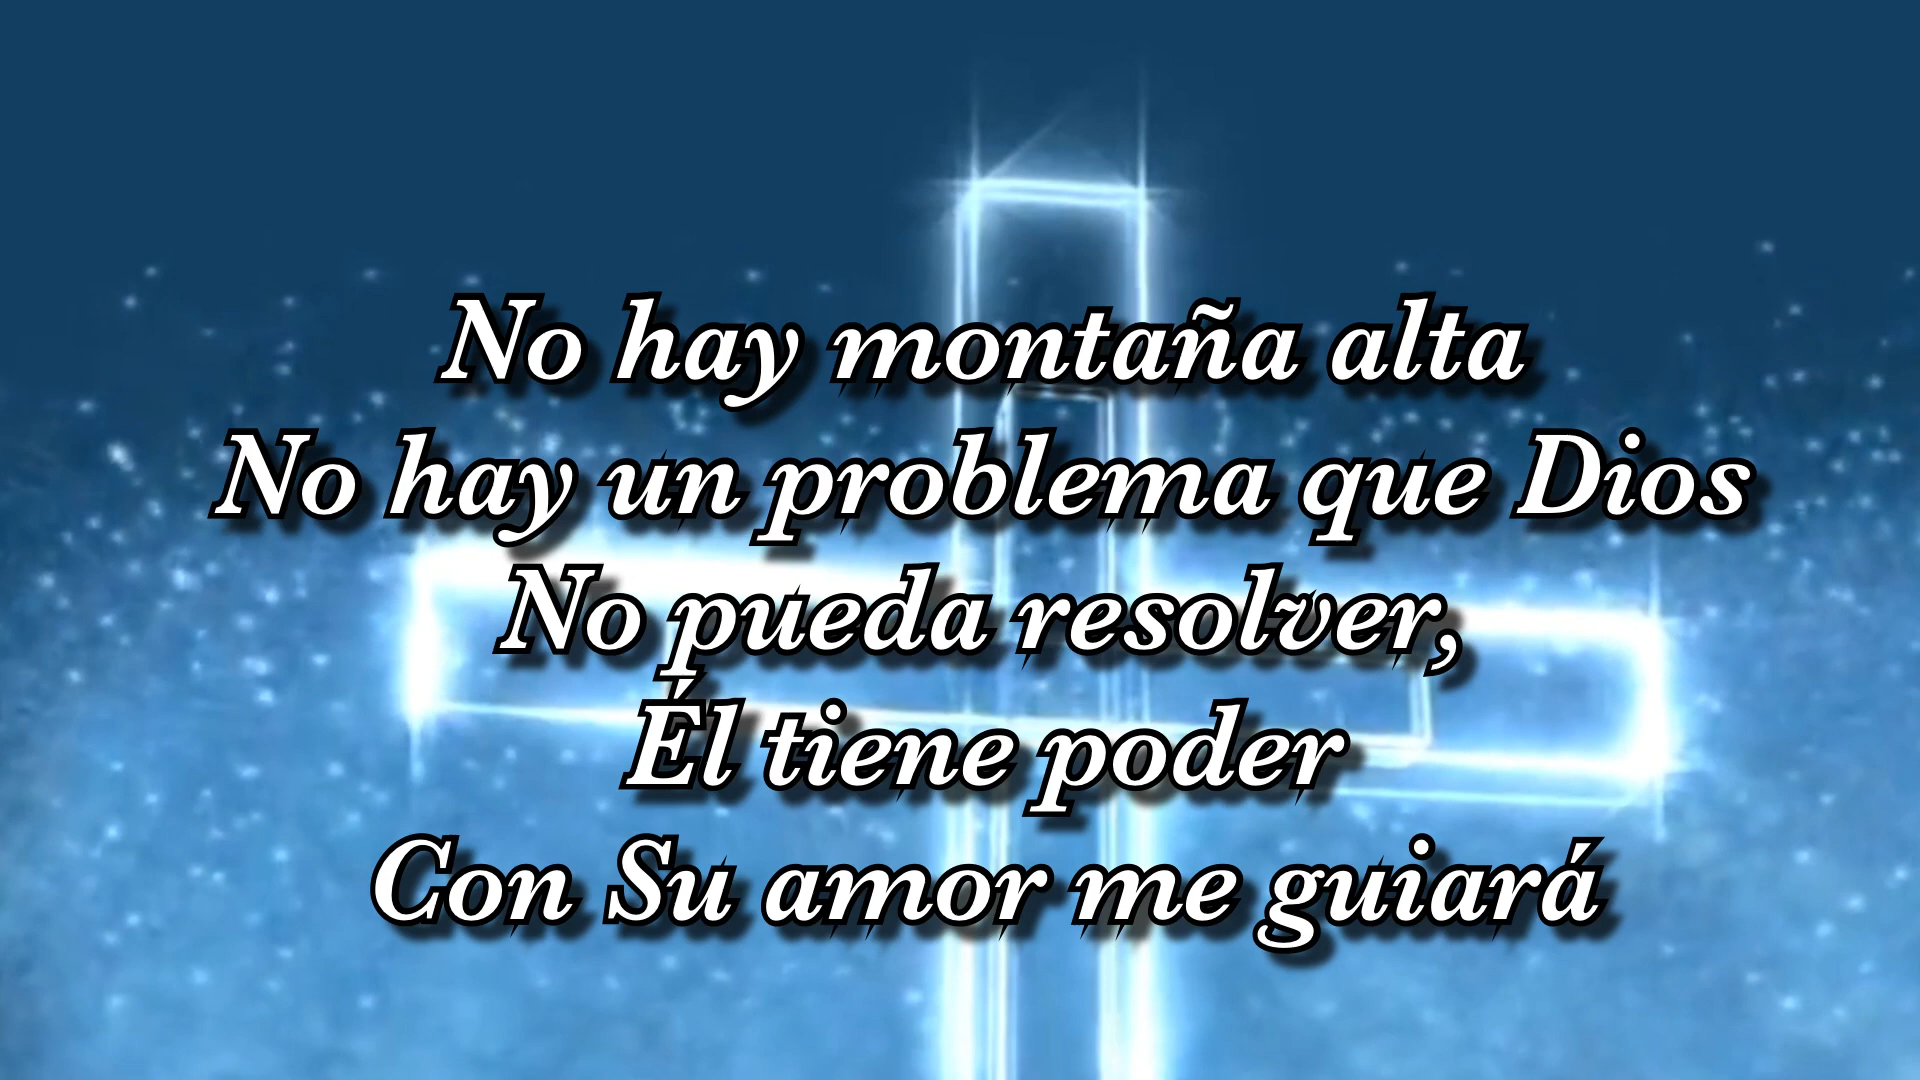 No hay montaña alta
No hay un problema que Dios
No pueda resolver,
Él tiene poder
Con Su amor me guiará